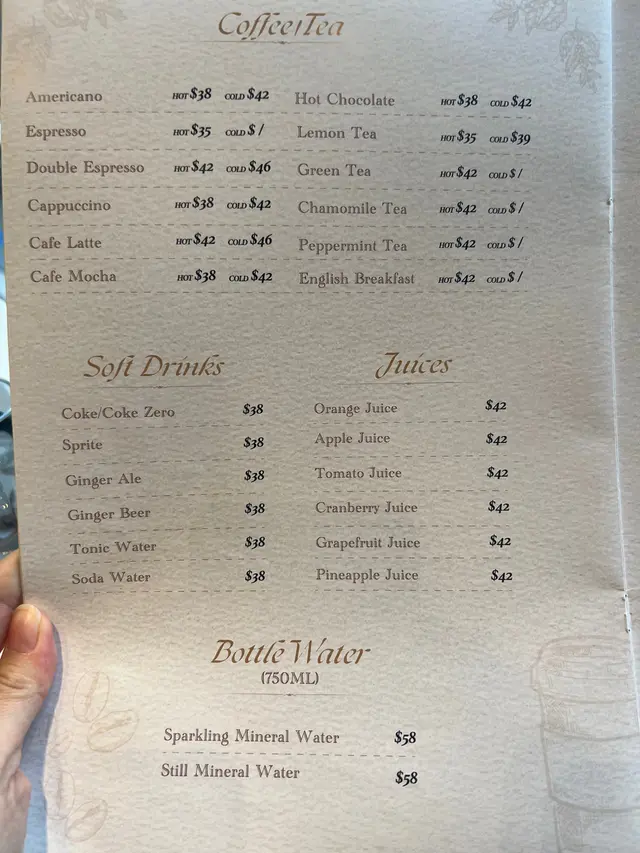 Coffee/Tea
Americano HOT $38 COLD $42
Espresso HOT $35 COLD $ /
Double Espresso HOT $42 COLD $46
Cappuccino HOT $38 COLD $42
Cafe Latte HOT $42 COLD $46
Cafe Mocha HOT $38 COLD $42
Hot Chocolate HOT $38 COLD $42
Lemon Tea HOT $35 COLD $39
Green Tea HOT $42 COLD $ /
Chamomile Tea HOT $42 COLD $ /
Peppermint Tea HOT $42 COLD $ /
English Breakfast HOT $42 COLD $ /
Soft Drinks
Coke/Coke Zero $38
Sprite $38
Ginger Ale $38
Ginger Beer $38
Tonic Water $38
Soda Water $38
Juices
Orange Juice $42
Apple Juice $42
Tomato Juice $42
Cranberry Juice $42
Grapefruit Juice $42
Pineapple Juice $42
Bottle Water
(750ML)
Sparkling Mineral Water $58
Still Mineral Water $58